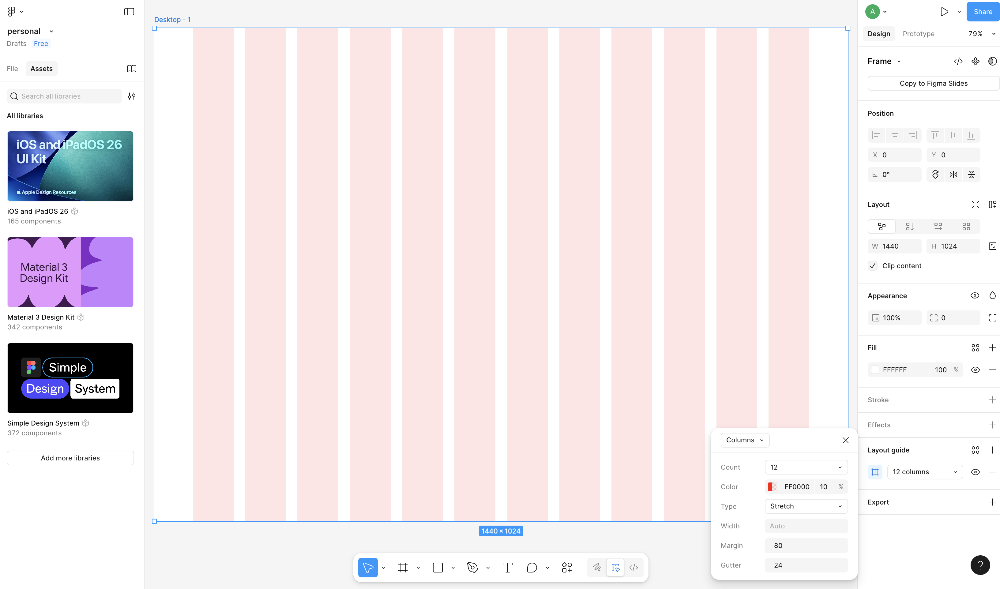 personal
Drafts Free
File Assets
Search all libraries
All libraries
iOS and iPadOS 26
UI Kit
Apple Design Resources
iOS and iPadOS 26
165 components
Material 3
Design Kit
Material 3 Design Kit
342 components
Simple
Design System
Simple Design System
372 components
Add more libraries
Desktop - 1
1440 × 1024
Columns
Count 12
Color FF0000 10 %
Type Stretch
Width Auto
Margin 80
Gutter 24
A Share
Design Prototype 79%
Frame
Copy to Figma Slides
Position
X 0 Y 0
0°
Layout
W 1440 H 1024
Clip content
Appearance
100% 0
Fill
FFFFFF 100 %
Stroke
Effects
Layout guide
12 columns
Export
?